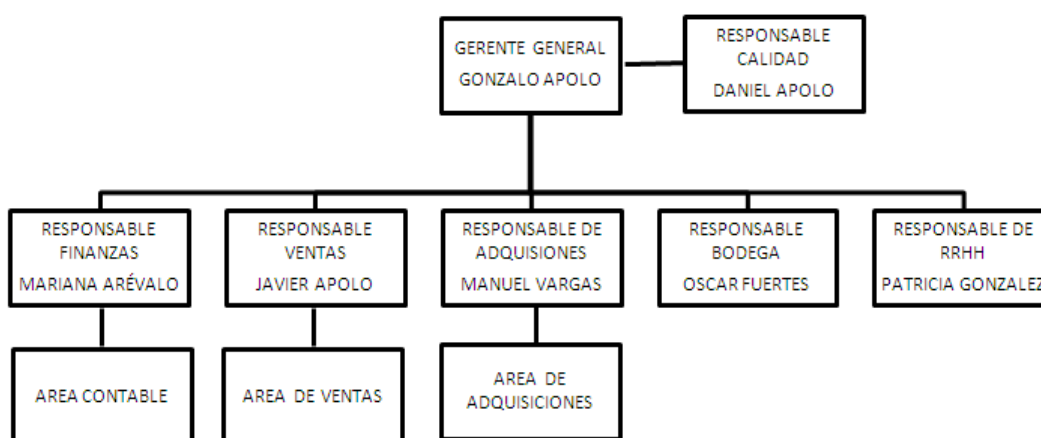 GERENTE GENERAL
GONZALO APOLO
RESPONSABLE
CALIDAD
DANIEL APOLO
RESPONSABLE
FINANZAS
MARIANA ARÉVALO
RESPONSABLE
VENTAS
JAVIER APOLO
RESPONSABLE DE
ADQUISIONES
MANUEL VARGAS
RESPONSABLE
BODEGA
OSCAR FUERTES
RESPONSABLE DE
RRHH
PATRICIA GONZALEZ
AREA CONTABLE
AREA DE VENTAS
AREA DE
ADQUISICIONES